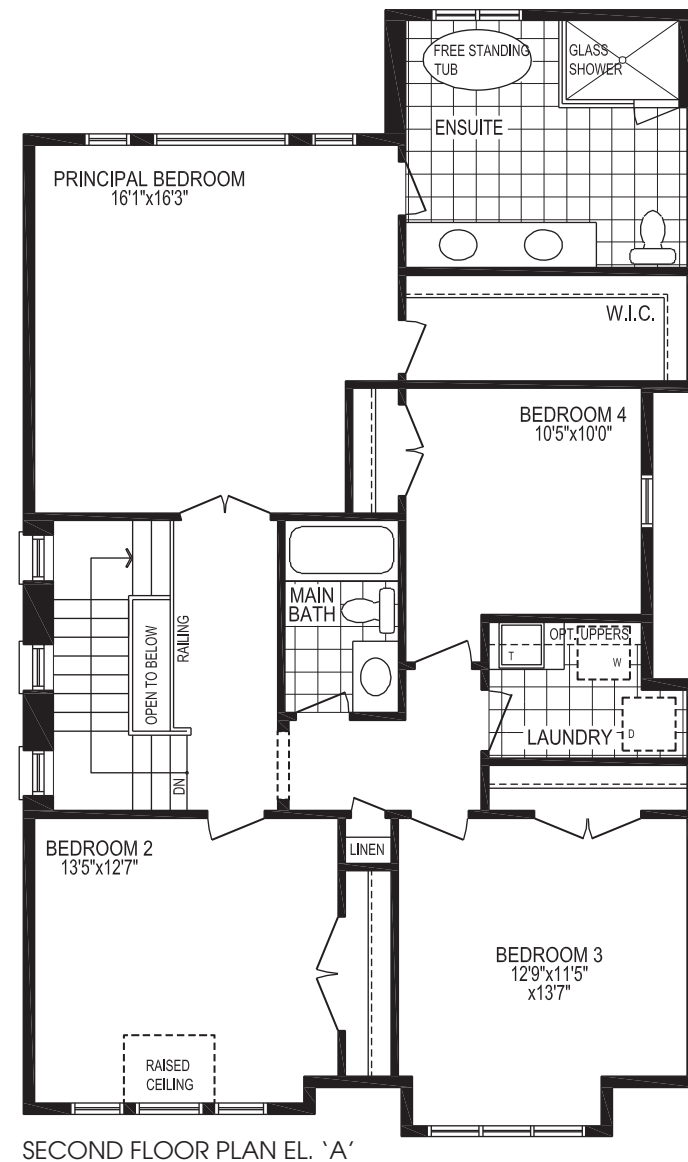 FREE STANDING
TUB
GLASS
SHOWER
ENSUITE
PRINCIPAL BEDROOM
16'1"x16'3"
W.I.C.
BEDROOM 4
10'5"x10'0"
MAIN
BATH
OPT. UPPERS
T
W
RAILING
OPEN TO BELOW
LAUNDRY
D
DN
BEDROOM 2
13'5"x12'7"
LINEN
BEDROOM 3
12'9"x11'5"
x13'7"
RAISED
CEILING
SECOND FLOOR PLAN EL. ‘A’